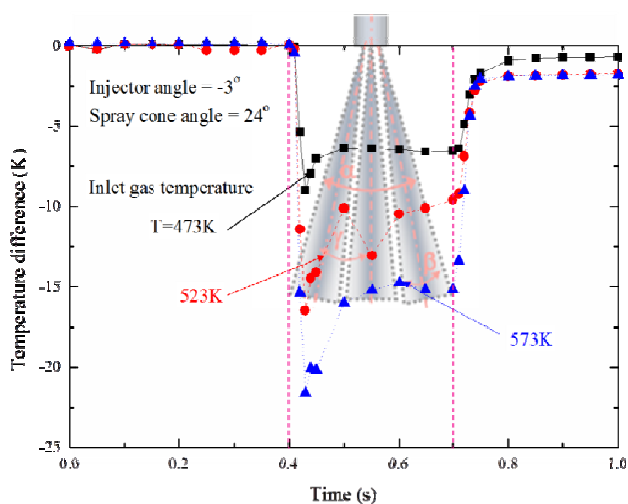 Injector angle = -3°
Spray cone angle = 24°
Inlet gas temperature
T=473K
523K
573K
α
γ
β
Temperature difference (K)
0
-5
-10
-15
-20
-25
0.0 0.2 0.4 0.6 0.8 1.0
Time (s)